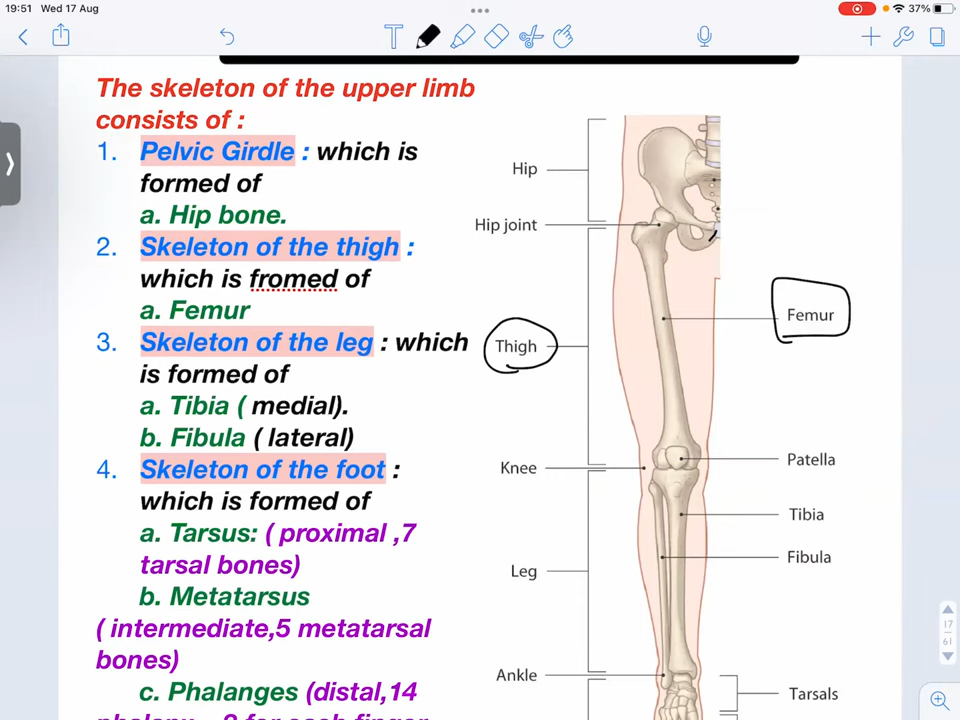 19:51 Wed 17 Aug
37%
The skeleton of the upper limb
consists of :
1. Pelvic Girdle : which is
formed of
a. Hip bone.
2. Skeleton of the thigh :
which is fromed of
a. Femur
3. Skeleton of the leg : which
is formed of
a. Tibia ( medial).
b. Fibula ( lateral)
4. Skeleton of the foot :
which is formed of
a. Tarsus: ( proximal ,7
tarsal bones)
b. Metatarsus
( intermediate,5 metatarsal
bones)
c. Phalanges (distal,14
Hip
Hip joint
Thigh
Femur
Knee
Patella
Tibia
Fibula
Leg
Ankle
Tarsals
17
61